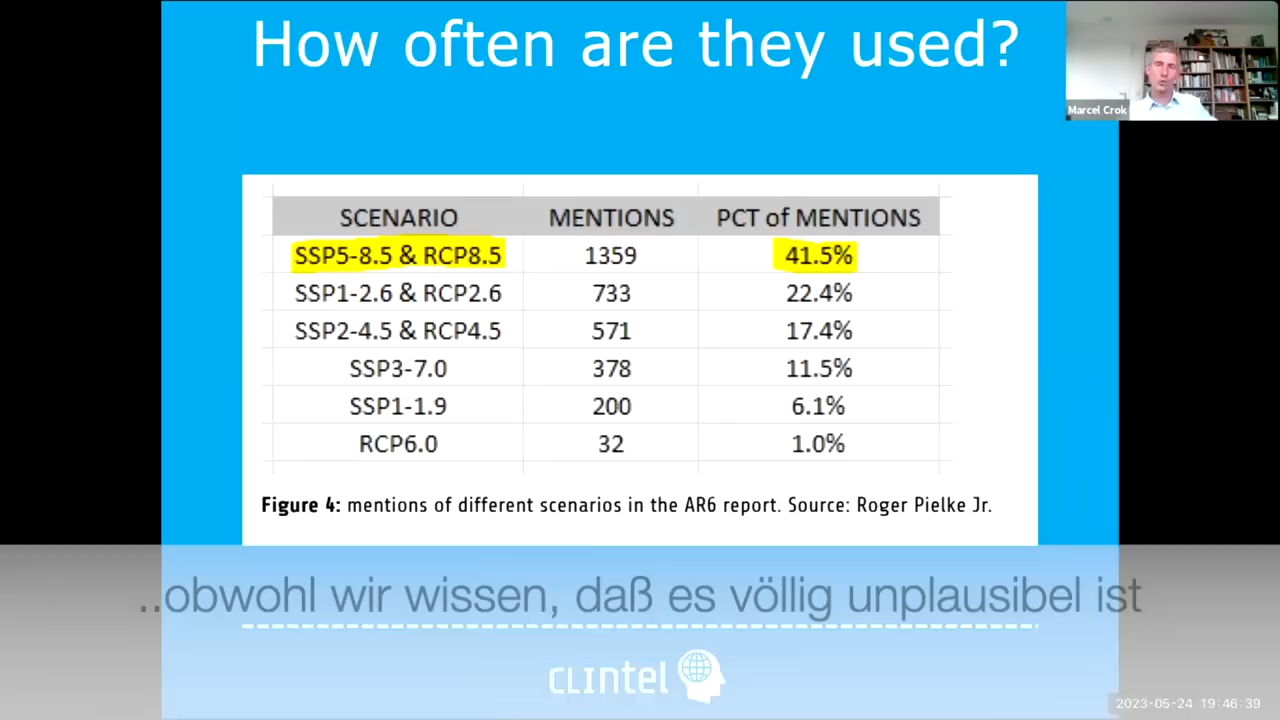 How often are they used?
Marcel Crok
SCENARIO MENTIONS PCT of MENTIONS
SSP5-8.5 & RCP8.5 1359 41.5%
SSP1-2.6 & RCP2.6 733 22.4%
SSP2-4.5 & RCP4.5 571 17.4%
SSP3-7.0 378 11.5%
SSP1-1.9 200 6.1%
RCP6.0 32 1.0%
Figure 4: mentions of different scenarios in the AR6 report. Source: Roger Pielke Jr.
..obwohl wir wissen, daß es völlig unplausibel ist
CLINTEL
2023-05-24 19:46:39